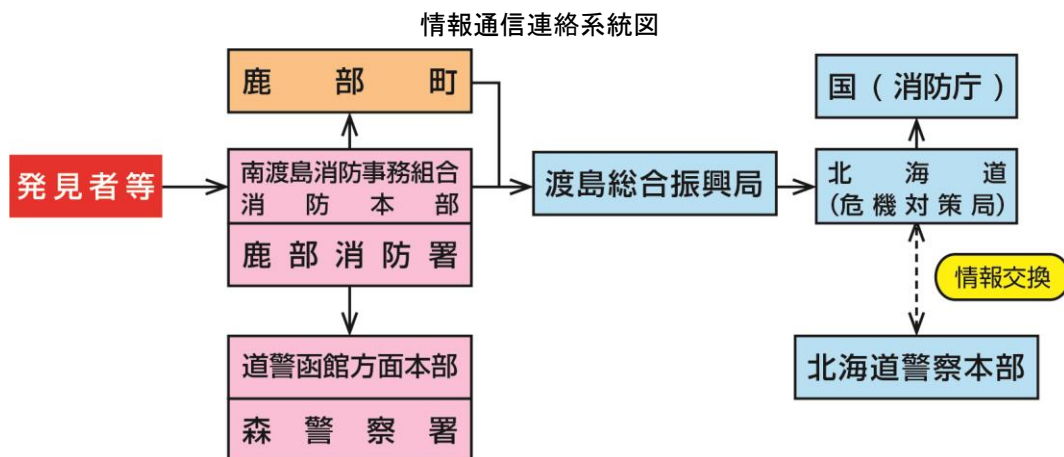 情報通信連絡系統図
鹿部町
国(消防庁)
発見者等
南渡島消防事務組合
消防本部
鹿部消防署
渡島総合振興局
北海道
(危機対策局)
情報交換
道警函館方面本部
森警察署
北海道警察本部